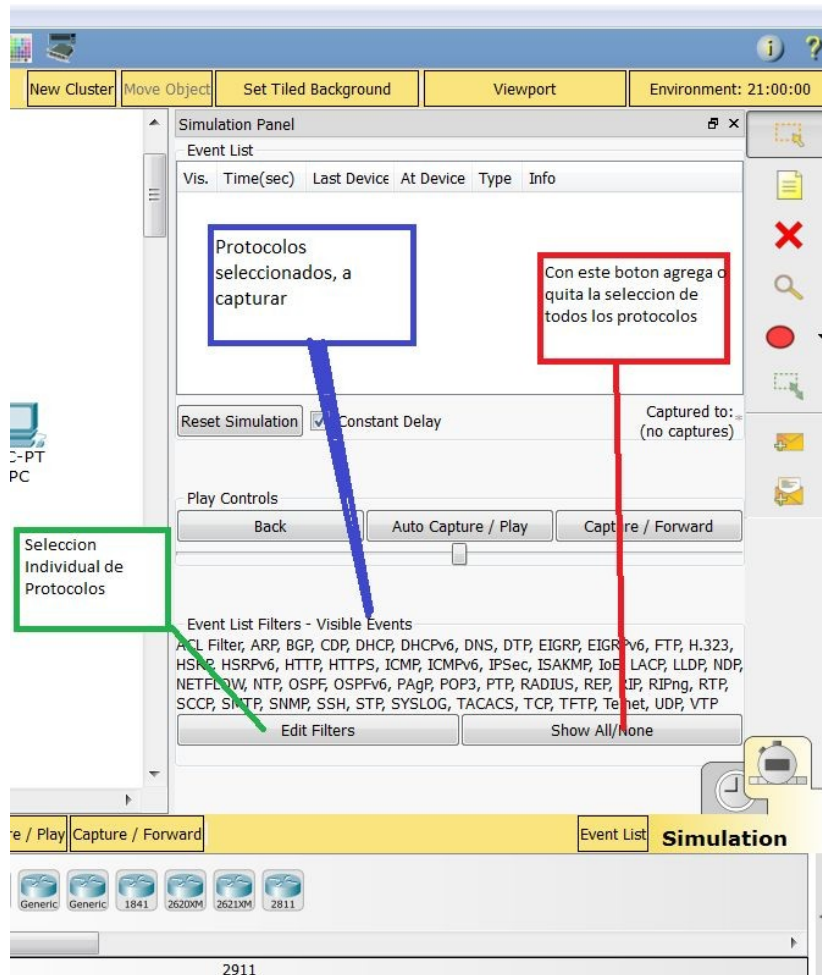 New Cluster Move Object Set Tiled Background Viewport Environment: 21:00:00
Simulation Panel
Event List
Vis. Time(sec) Last Device At Device Type Info
Protocolos
seleccionados, a
capturar
Con este boton agrega o
quita la seleccion de
todos los protocolos
Reset Simulation Constant Delay
Captured to:
(no captures)
C-PT
PC
Play Controls
Back Auto Capture / Play Capture / Forward
Seleccion
Individual de
Protocolos
Event List Filters - Visible Events
ACL Filter, ARP, BGP, CDP, DHCP, DHCPv6, DNS, DTP, EIGRP, EIGRPv6, FTP, H.323,
HSRP, HSRPv6, HTTP, HTTPS, ICMP, ICMPv6, IPSec, ISAKMP, IoE, LACP, LLDP, NDP,
NETFLOW, NTP, OSPF, OSPFv6, PAgP, POP3, PTP, RADIUS, REP, RIP, RIPng, RTP,
SCCP, SMTP, SNMP, SSH, STP, SYSLOG, TACACS, TCP, TFTP, Telnet, UDP, VTP
Edit Filters Show All/None
re / Play Capture / Forward Event List Simulation
Generic Generic 1841 2620XM 2621XM 2811
2911